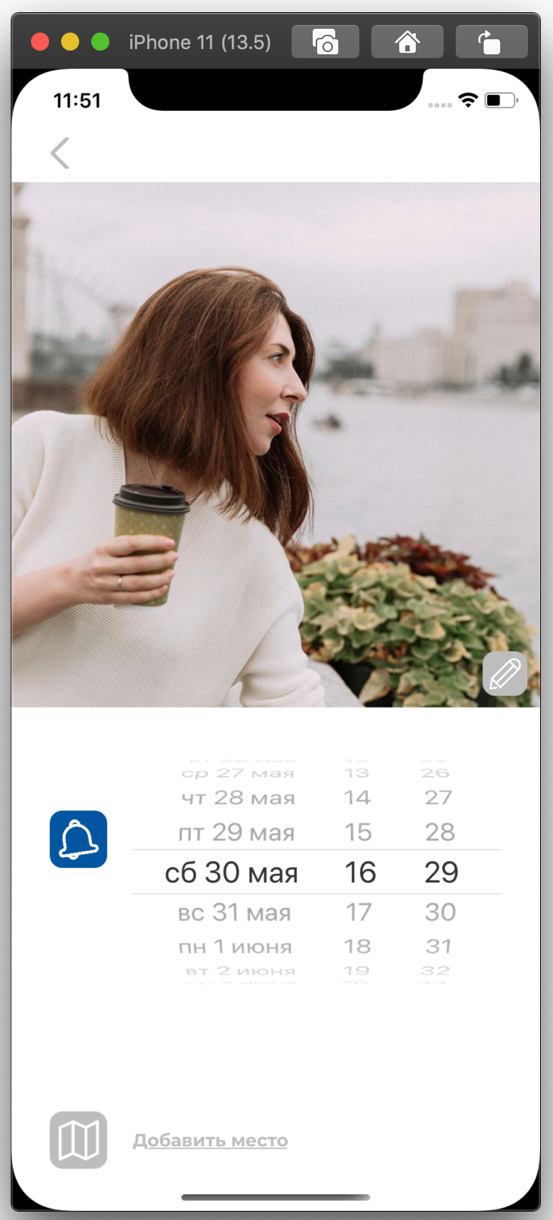 iPhone 11 (13.5)
11:51
ср 27 мая 13 26
чт 28 мая 14 27
пт 29 мая 15 28
сб 30 мая 16 29
вс 31 мая 17 30
пн 1 июня 18 31
вт 2 июня 19 32
Добавить место